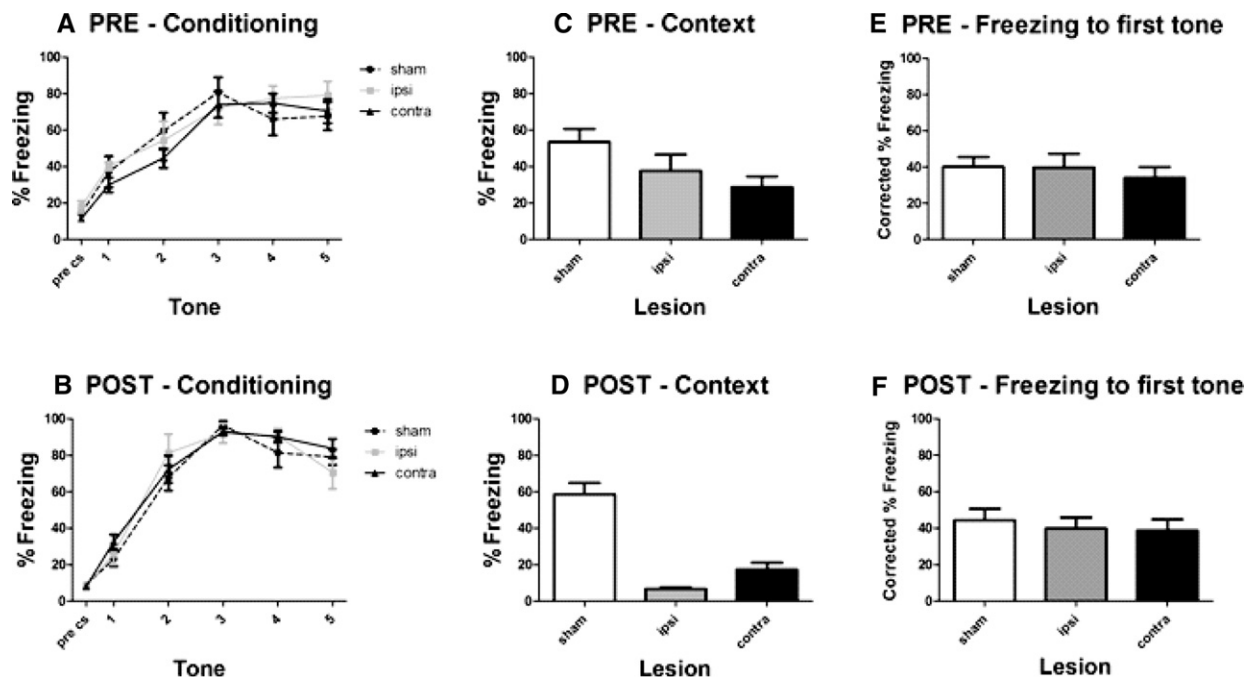 A PRE - Conditioning
% Freezing
100
80
60
40
20
0
pre cs
1
2
3
4
5
Tone
sham
ipsi
contra
C PRE - Context
% Freezing
100
80
60
40
20
0
sham
ipsi
contra
Lesion
E PRE - Freezing to first tone
Corrected % Freezing
100
80
60
40
20
0
sham
ipsi
contra
Lesion
B POST - Conditioning
% Freezing
100
80
60
40
20
0
pre cs
1
2
3
4
5
Tone
sham
ipsi
contra
D POST - Context
% Freezing
100
80
60
40
20
0
sham
ipsi
contra
Lesion
F POST - Freezing to first tone
Corrected % Freezing
100
80
60
40
20
0
sham
ipsi
contra
Lesion